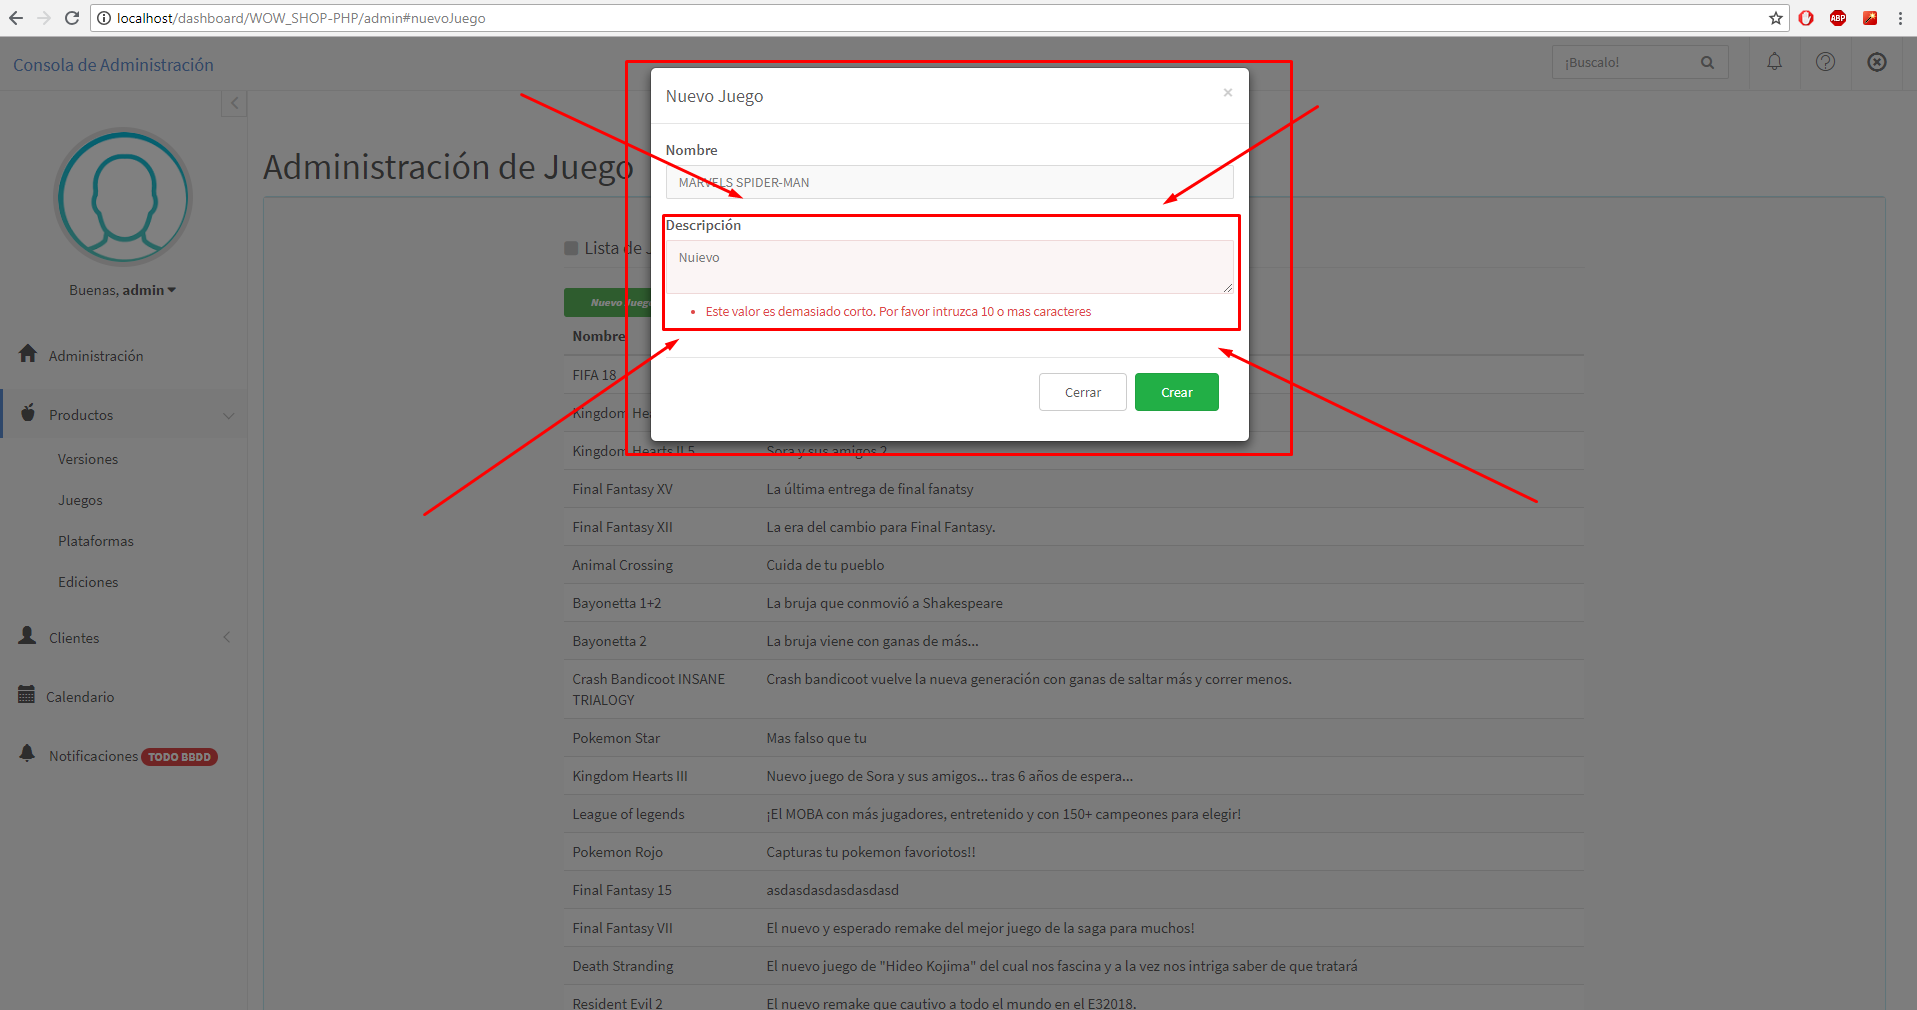 localhost/dashboard/WOW_SHOP-PHP/admin#nuevoJuego
ABP
Consola de Administración
¡Buscalo!
Buenas, admin
Administración
Productos
Versiones
Juegos
Plataformas
Ediciones
Clientes
Calendario
Notificaciones TODO BBDD
Administración de Juego
Lista de J
Nuevo Juego
Nuevo Juego
×
Nombre
MARVELS SPIDER-MAN
Descripción
Nuievo
Este valor es demasiado corto. Por favor intruzca 10 o mas caracteres
Cerrar
Crear
Nombre
FIFA 18
Kingdom Hea
Kingdom Hearts II.5 Sora y sus amigos 2
Final Fantasy XV La última entrega de final fanatsy
Final Fantasy XII La era del cambio para Final Fantasy.
Animal Crossing Cuida de tu pueblo
Bayonetta 1+2 La bruja que conmovió a Shakespeare
Bayonetta 2 La bruja viene con ganas de más...
Crash Bandicoot INSANE Crash bandicoot vuelve la nueva generación con ganas de saltar más y correr menos.
TRIALOGY
Pokemon Star Mas falso que tu
Kingdom Hearts III Nuevo juego de Sora y sus amigos... tras 6 años de espera...
League of legends ¡El MOBA con más jugadores, entretenido y con 150+ campeones para elegir!
Pokemon Rojo Capturas tu pokemon favoriotos!!
Final Fantasy 15 asdasdasdasdasdasd
Final Fantasy VII El nuevo y esperado remake del mejor juego de la saga para muchos!
Death Stranding El nuevo juego de "Hideo Kojima" del cual nos fascina y a la vez nos intriga saber de que tratará
Resident Evil 2 El nuevo remake que cautivo a todo el mundo en el E32018.